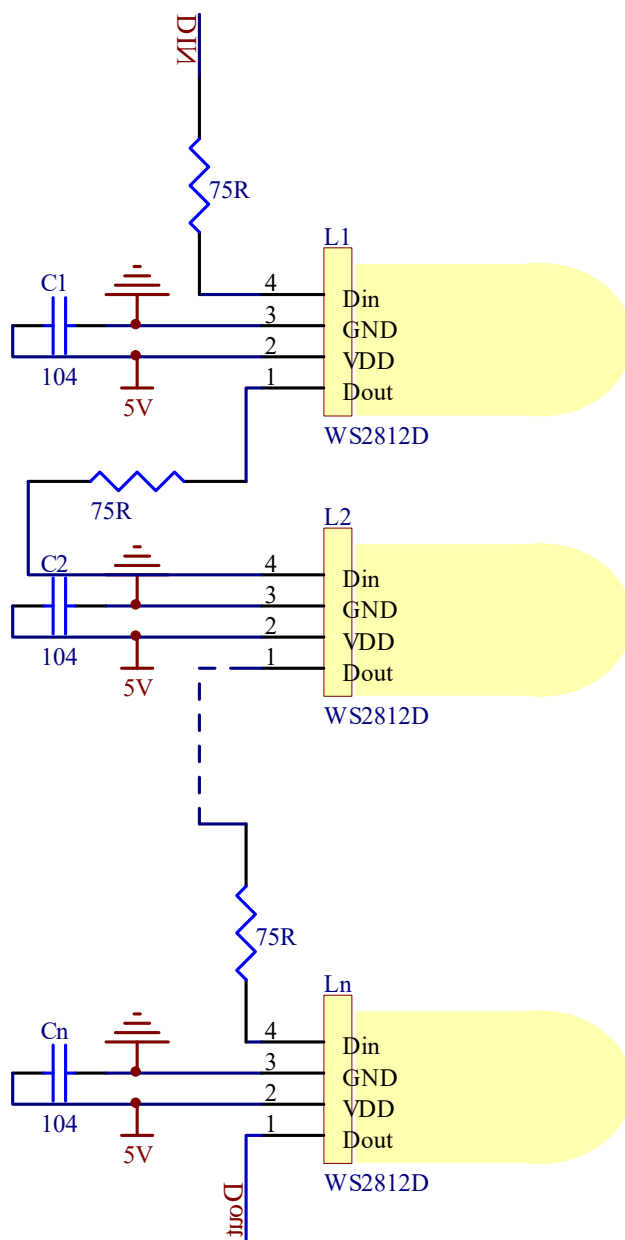 DIN
75R
L1
C1
4
Din
3
GND
2
VDD
104
1
Dout
5V
WS2812D
75R
L2
C2
4
Din
3
GND
2
VDD
104
1
Dout
5V
WS2812D
75R
Ln
Cn
4
Din
3
GND
2
VDD
104
1
Dout
5V
WS2812D
Dout